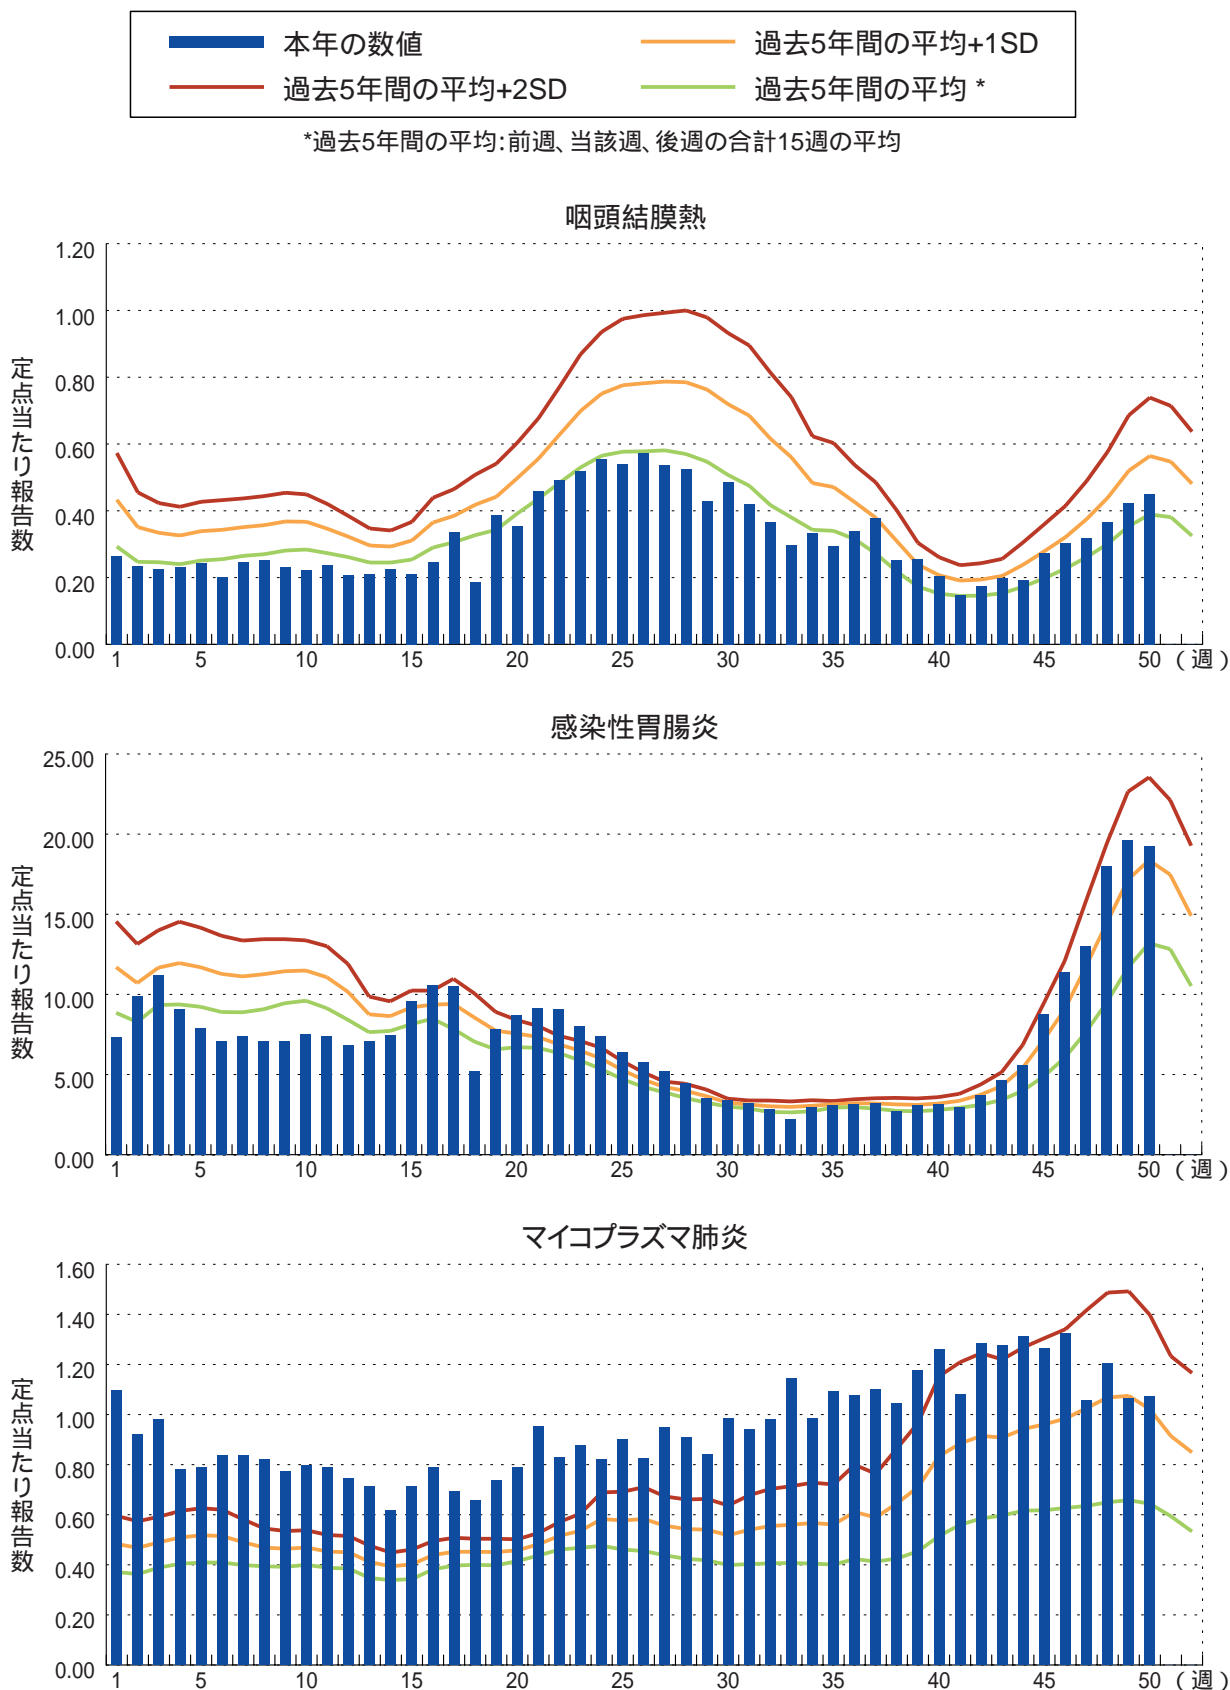 本年の数値 過去5年間の平均+1SD
過去5年間の平均+2SD 過去5年間の平均 *
*過去5年間の平均:前週、当該週、後週の合計15週の平均
咽頭結膜熱
定点当たり報告数
1.20
1.00
0.80
0.60
0.40
0.20
0.00
1 5 10 15 20 25 30 35 40 45 50 (週)
感染性胃腸炎
定点当たり報告数
25.00
20.00
15.00
10.00
5.00
0.00
1 5 10 15 20 25 30 35 40 45 50 (週)
マイコプラズマ肺炎
定点当たり報告数
1.60
1.40
1.20
1.00
0.80
0.60
0.40
0.20
0.00
1 5 10 15 20 25 30 35 40 45 50 (週)